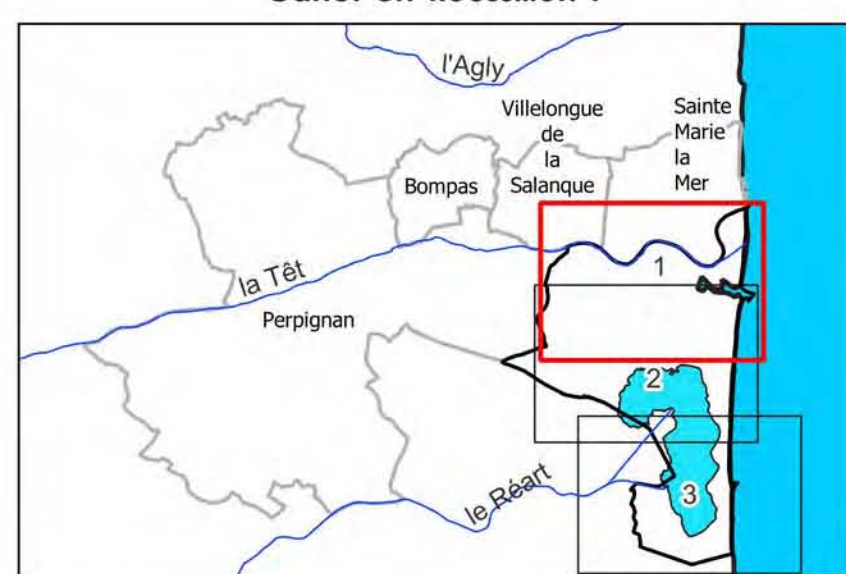 l'Agly
Villelongue
de
la
Salanque
Sainte
Marie
la
Mer
Bompas
la Têt
1
Perpignan
2
le Réart
3